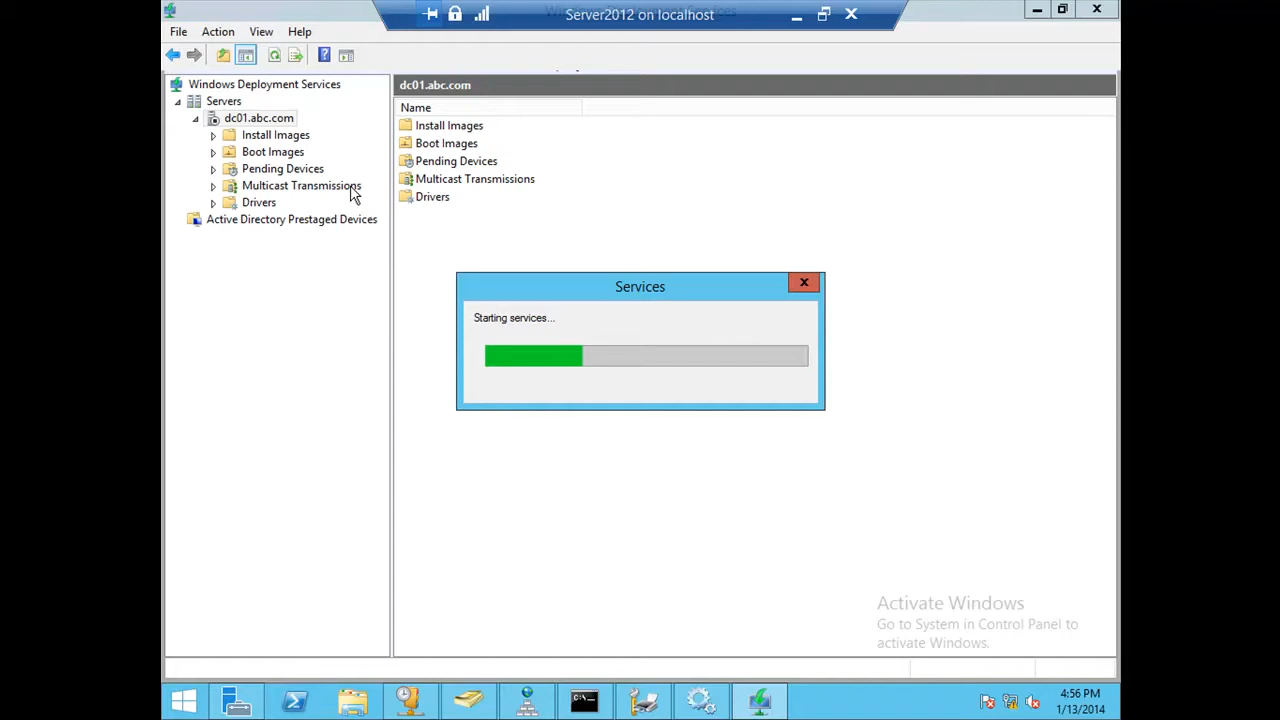 Server2012 on localhost
File Action View Help
Windows Deployment Services
Servers
dc01.abc.com
Install Images
Boot Images
Pending Devices
Multicast Transmissions
Drivers
Active Directory Prestaged Devices
dc01.abc.com
Name
Install Images
Boot Images
Pending Devices
Multicast Transmissions
Drivers
Services
x
Starting services...
Activate Windows
Go to System in Control Panel to
activate Windows.
4:56 PM
1/13/2014